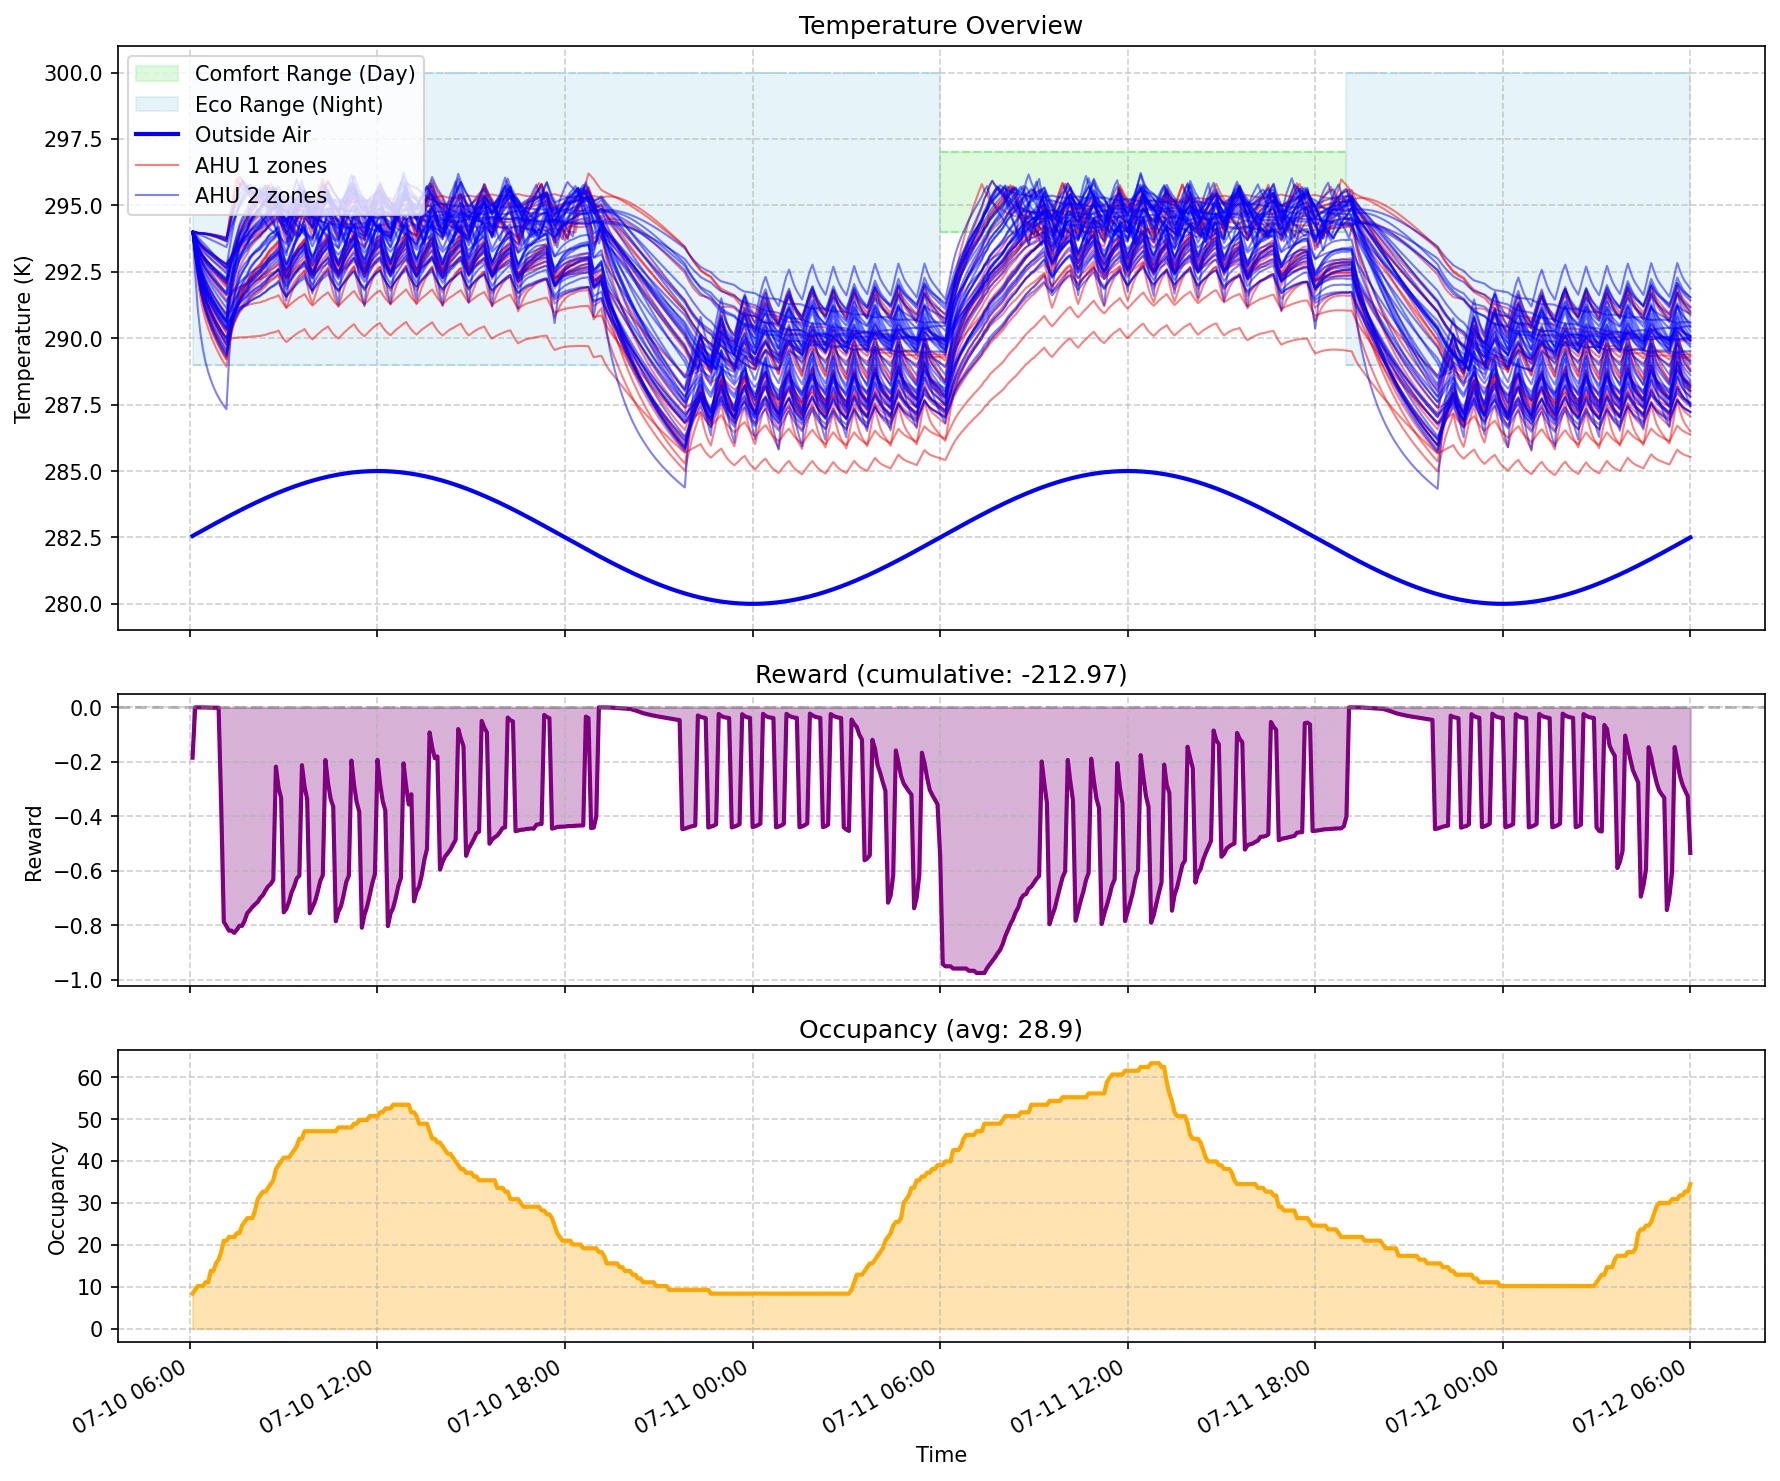 Temperature Overview
300.0
297.5
295.0
292.5
290.0
287.5
285.0
282.5
280.0
Temperature (K)
Comfort Range (Day)
Eco Range (Night)
Outside Air
AHU 1 zones
AHU 2 zones
Reward (cumulative: -212.97)
0.0
−0.2
−0.4
−0.6
−0.8
−1.0
Reward
Occupancy (avg: 28.9)
60
50
40
30
20
10
0
Occupancy
07-10 06:00
07-10 12:00
07-10 18:00
07-11 00:00
07-11 06:00
07-11 12:00
07-11 18:00
07-12 00:00
07-12 06:00
Time